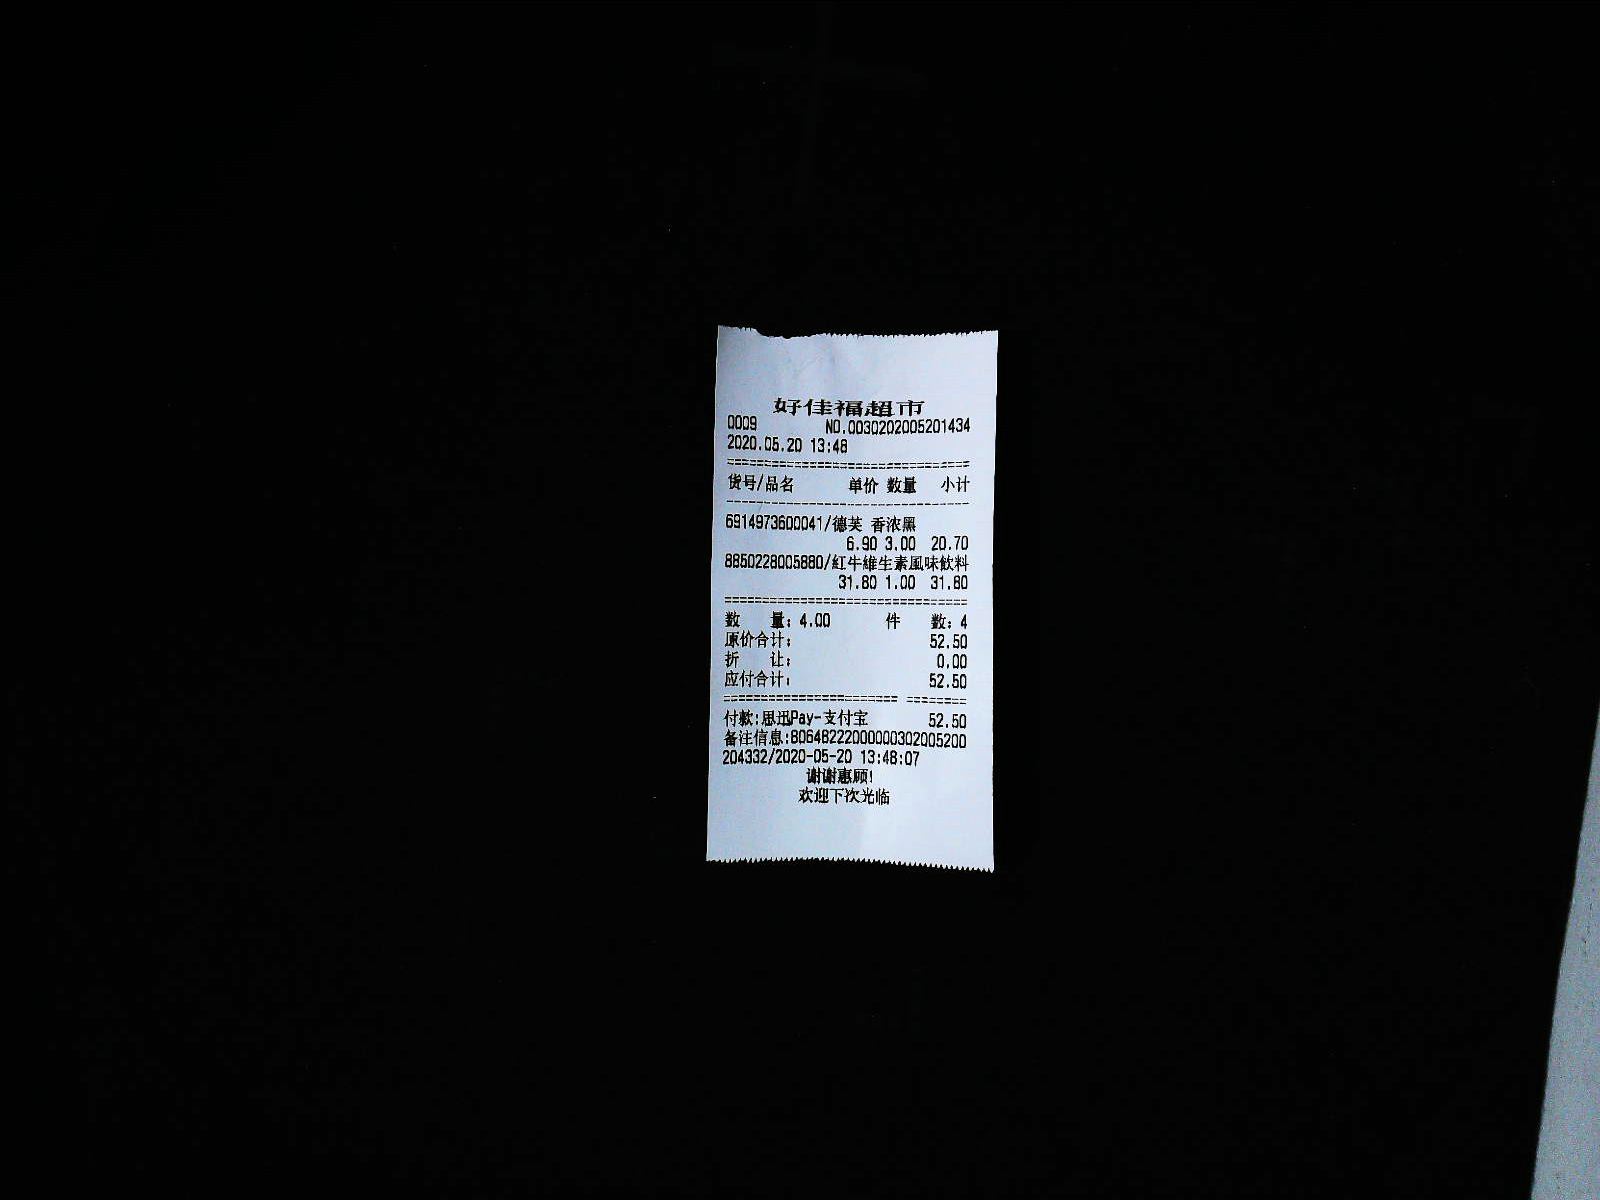 好佳福超市
0009 NO.0030202005201434
2020.05.20 13:48
货号/品名 单价 数量 小计
6914973600041/德芙 香浓黑
6.90 3.00 20.70
8850228005880/紅牛維生素風味飲料
31.80 1.00 31.80
数 量: 4.00 件 数: 4
原价合计: 52.50
折 让: 0.00
应付合计: 52.50
付款:思迅Pay-支付宝 52.50
备注信息:8064822200000302005200
204332/2020-05-20 13:48:07
谢谢惠顾!
欢迎下次光临